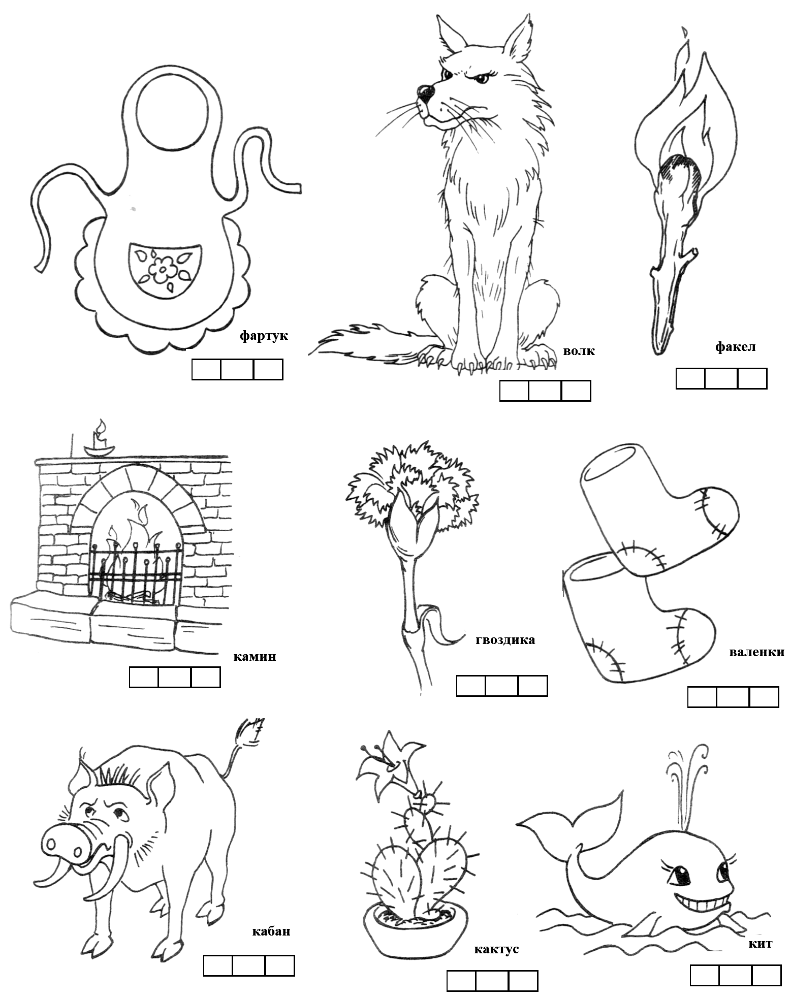 фартук
волк
факел
камин
гвоздика
валенки
кабан
кактус
кит